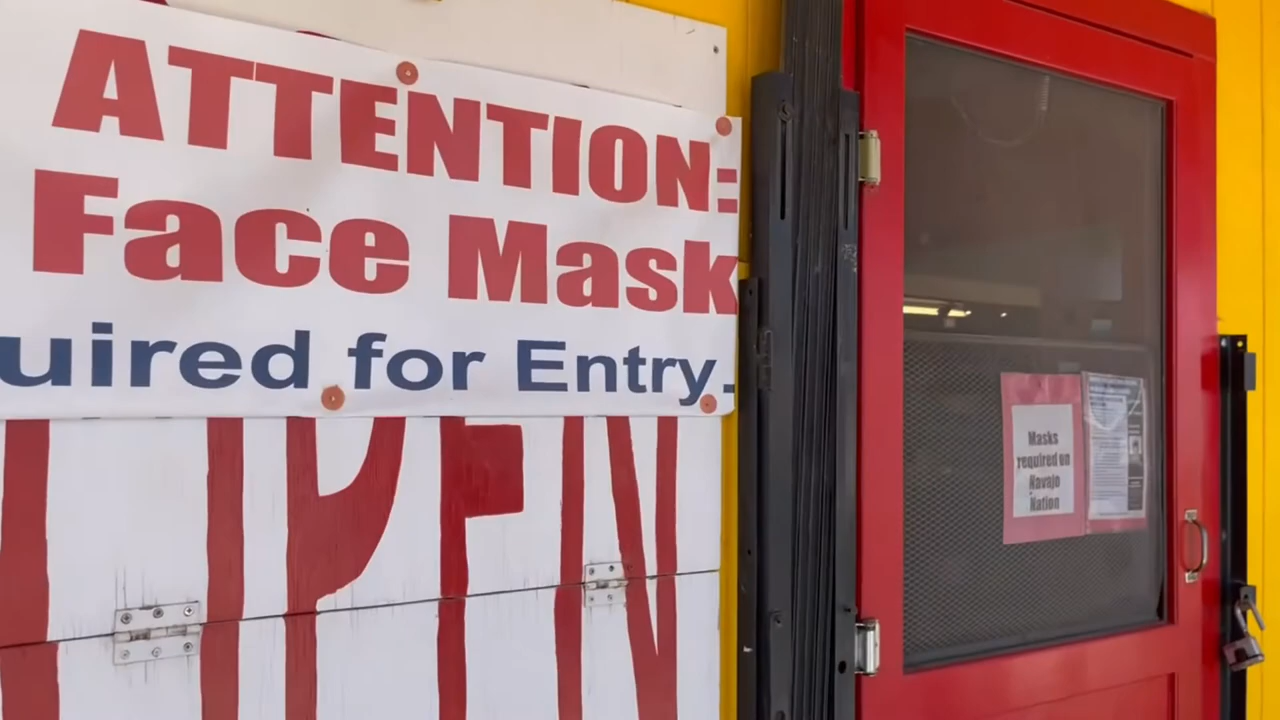 ATTENTION:
Face Mask
uired for Entry.
OPEN
Masks
required on
Navajo
Nation